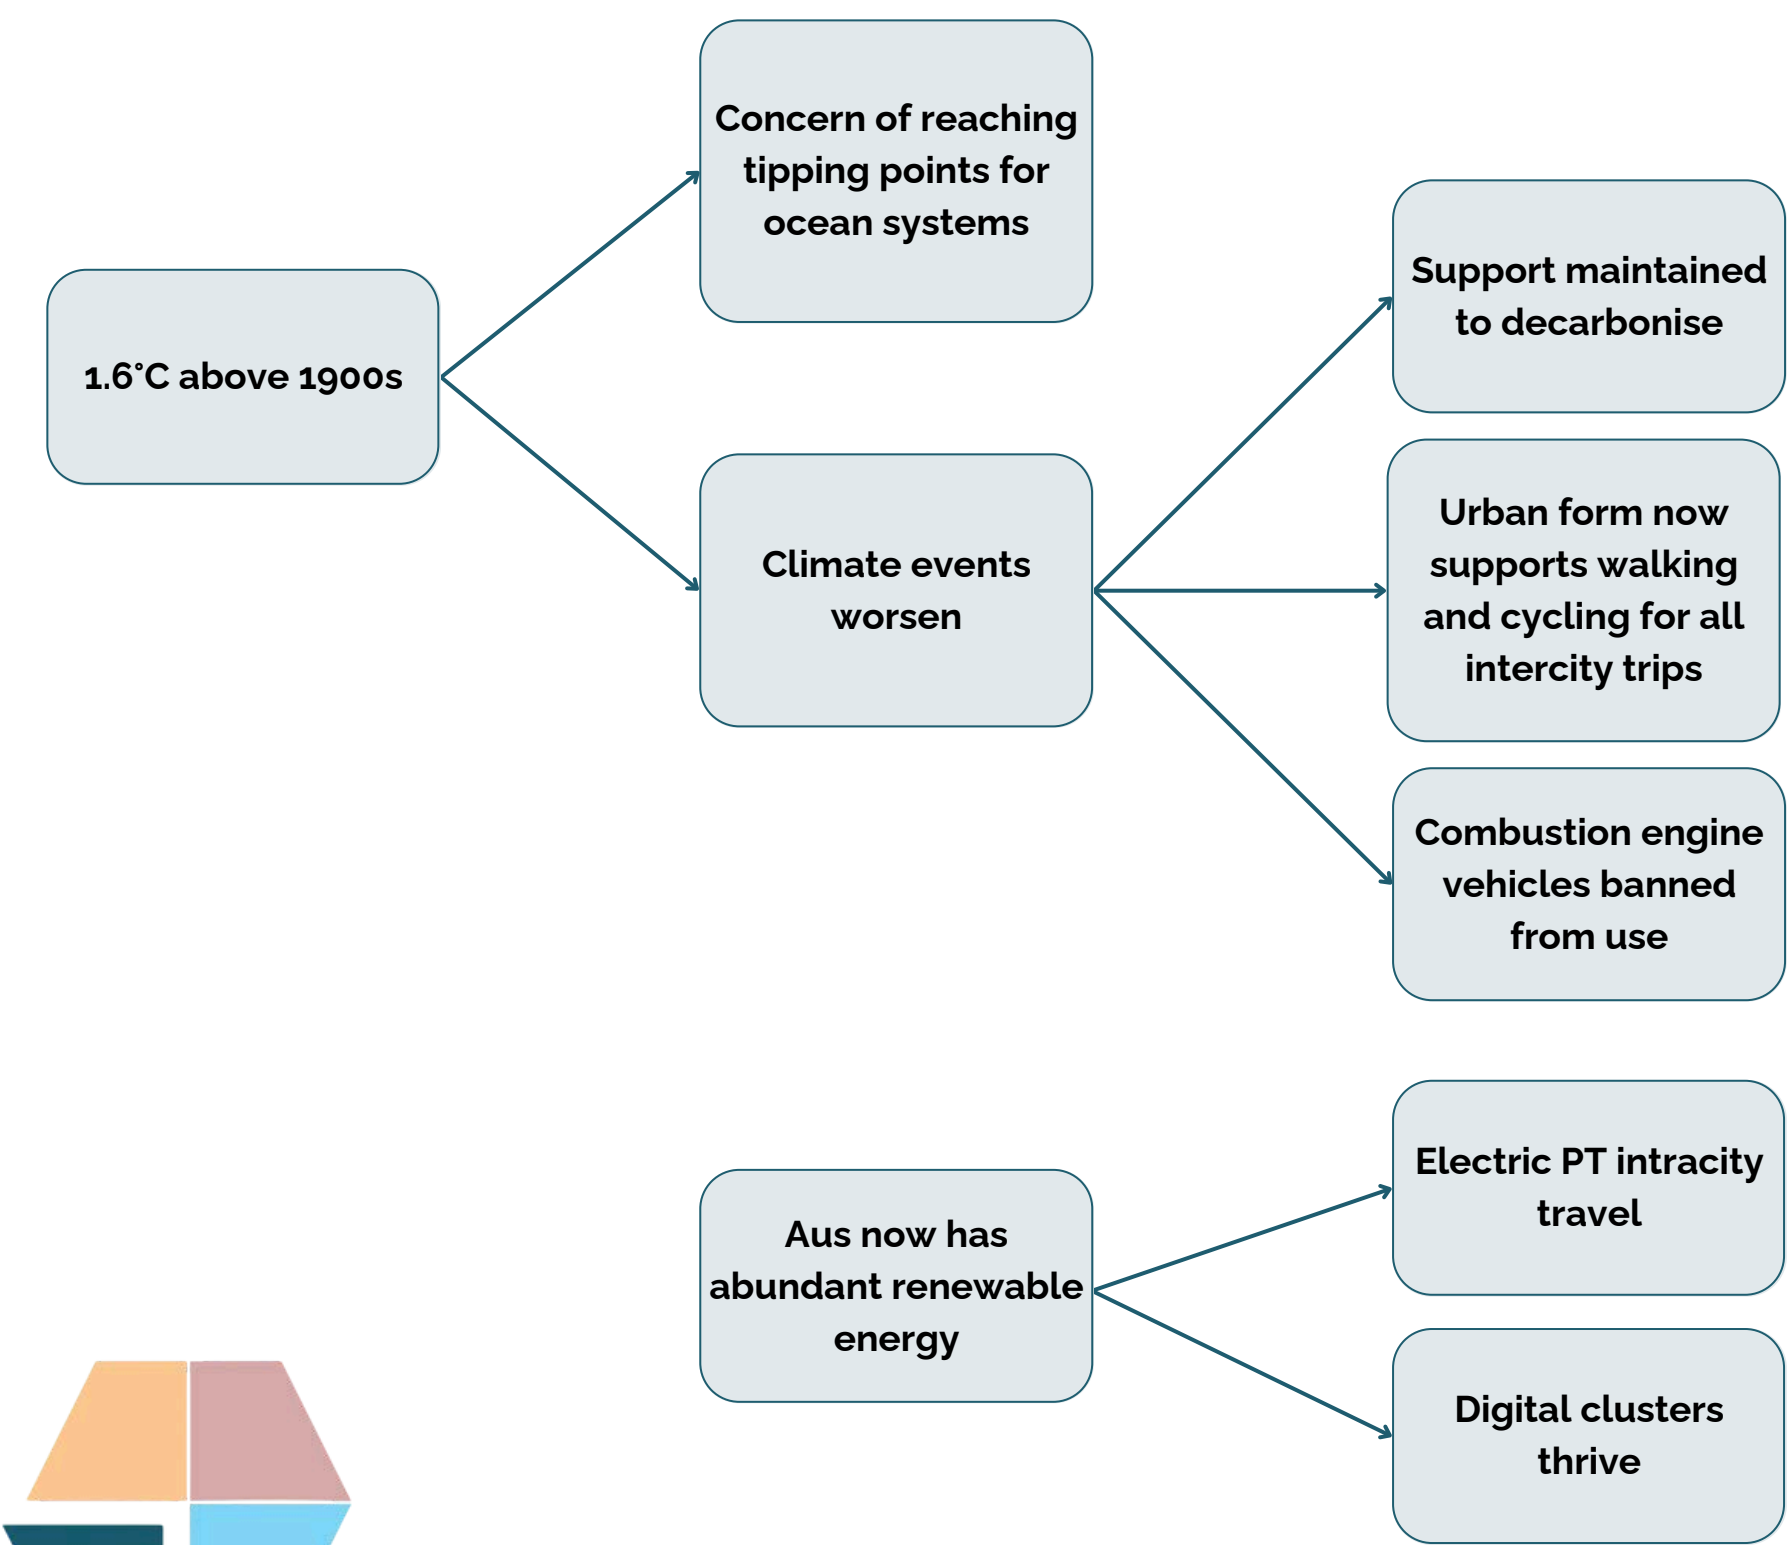 1.6°C above 1900s
Concern of reaching
tipping points for
ocean systems
Climate events
worsen
Support maintained
to decarbonise
Urban form now
supports walking
and cycling for all
intercity trips
Combustion engine
vehicles banned
from use
Aus now has
abundant renewable
energy
Electric PT intracity
travel
Digital clusters
thrive